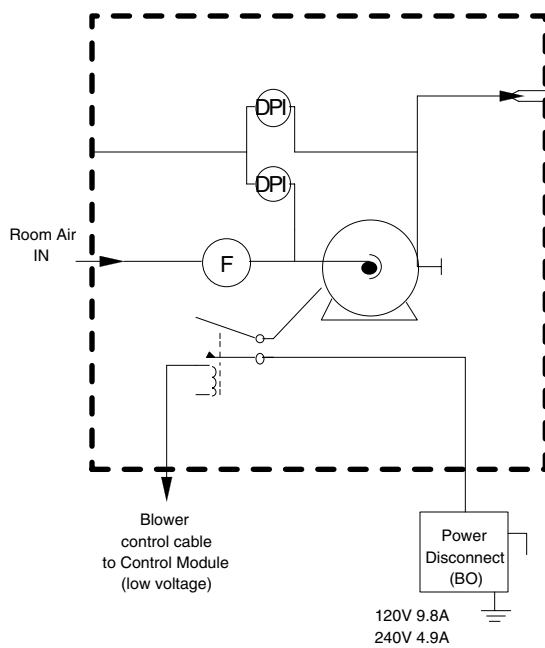 DPI
DPI
Room Air
IN
F
Blower
control cable
to Control Module
(low voltage)
Power
Disconnect
(BO)
120V 9.8A
240V 4.9A